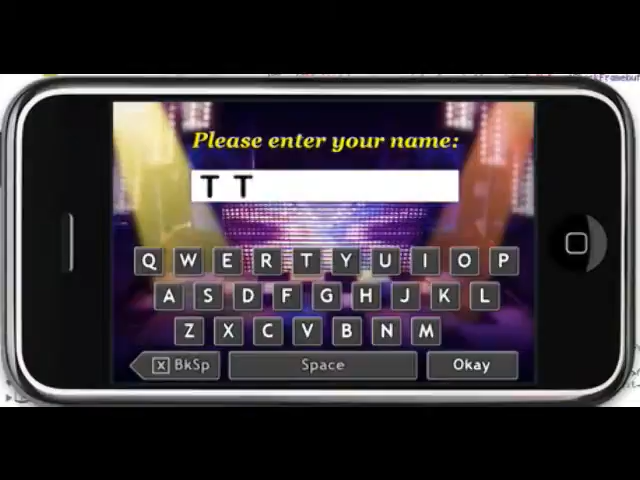 Please enter your name:
T T
Q W E R T Y U I O P
A S D F G H J K L
Z X C V B N M
X BkSp Space Okay